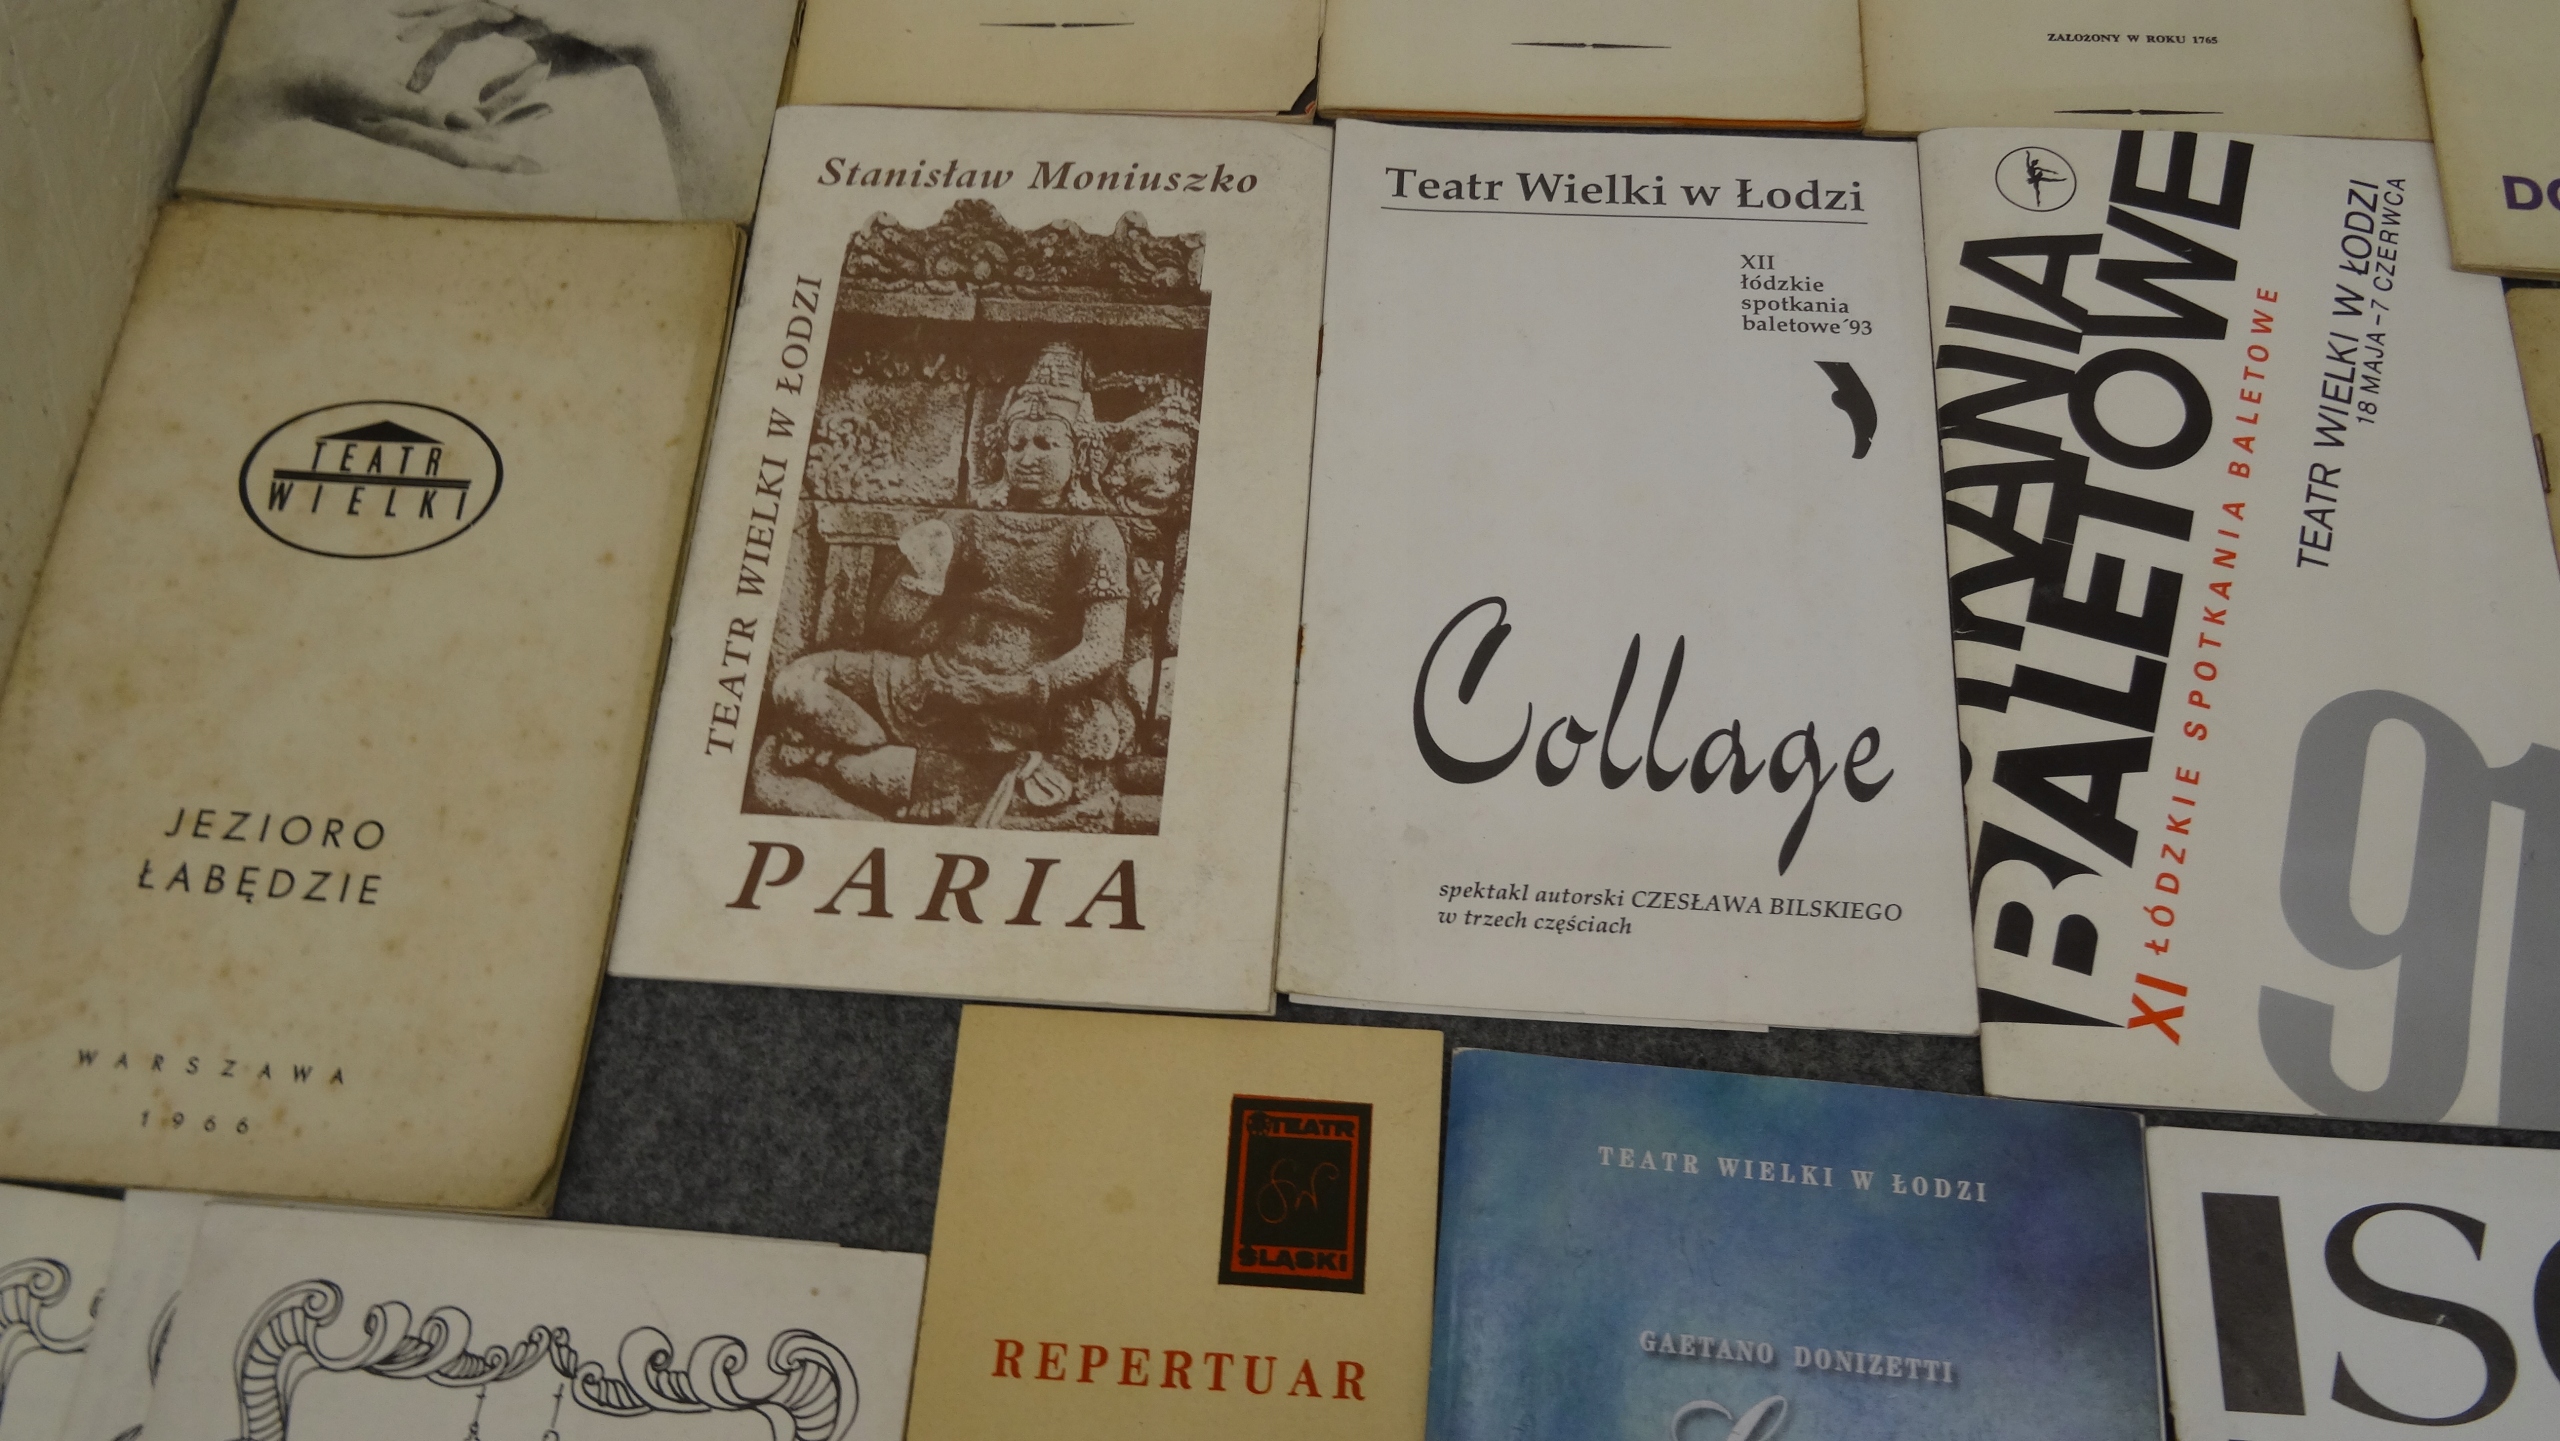 ZAŁOŻONY W ROKU 1765
TEATR
WIELKI
JEZIORO
ŁABĘDZIE
WARSZAWA
1966
Stanisław Moniuszko
TEATR WIELKI W ŁODZI
PARIA
Teatr Wielki w Łodzi
XII
łódzkie
spotkania
baletowe´93
Collage
spektakl autorski CZESŁAWA BILSKIEGO
w trzech częściach
BALETOWE
XI ŁÓDZKIE SPOTKANIA BALETOWE
TEATR WIELKI W ŁODZI
18 MAJA – 7 CZERWCA
91
TEATR
SW
ŚLĄSKI
REPERTUAR
TEATR WIELKI W ŁODZI
GAETANO DONIZETTI